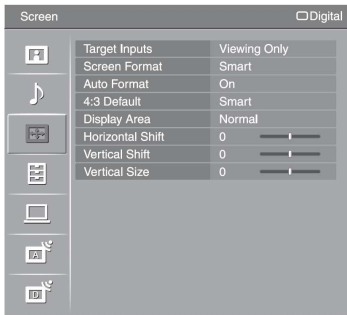 Screen Digital
Target Inputs Viewing Only
Screen Format Smart
Auto Format On
4:3 Default Smart
Display Area Normal
Horizontal Shift 0
Vertical Shift 0
Vertical Size 0
A
D